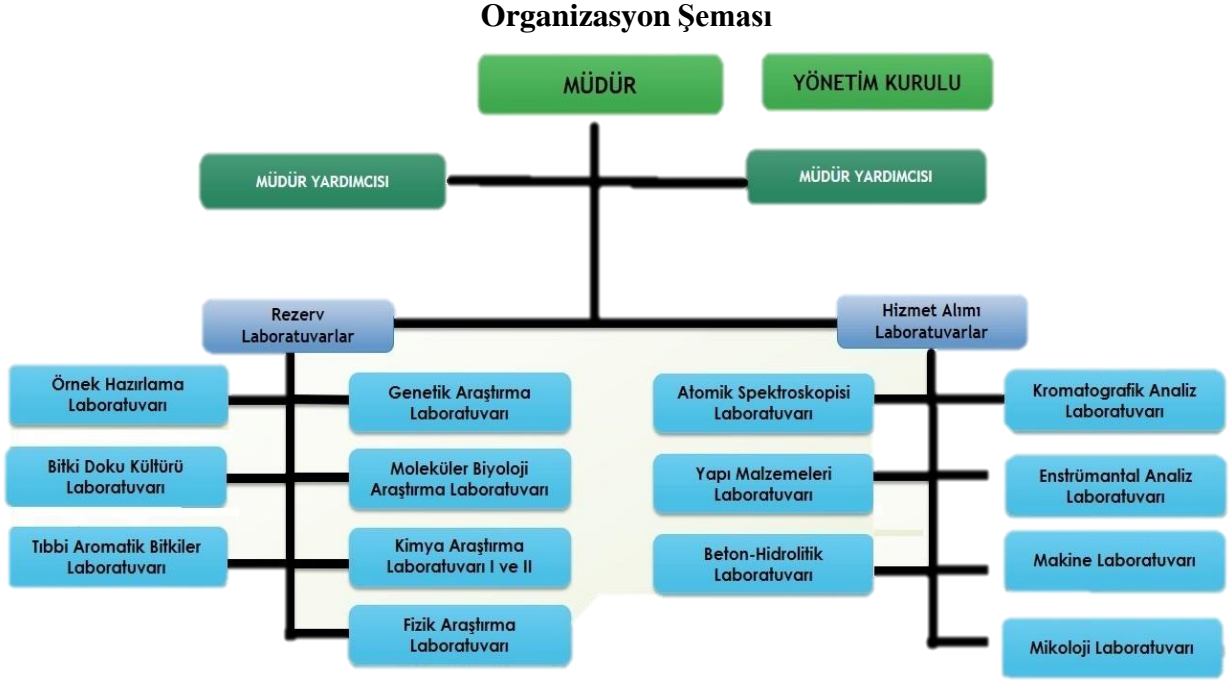 Organizasyon Şeması
MÜDÜR
YÖNETİM KURULU
MÜDÜR YARDIMCISI
MÜDÜR YARDIMCISI
Rezerv
Laboratuvarlar
Hizmet Alımı
Laboratuvarlar
Örnek Hazırlama
Laboratuvarı
Genetik Araştırma
Laboratuvarı
Bitki Doku Kültürü
Laboratuvarı
Moleküler Biyoloji
Araştırma Laboratuvarı
Tıbbi Aromatik Bitkiler
Laboratuvarı
Kimya Araştırma
Laboratuvarı I ve II
Fizik Araştırma
Laboratuvarı
Atomik Spektroskopisi
Laboratuvarı
Kromatografik Analiz
Laboratuvarı
Yapı Malzemeleri
Laboratuvarı
Enstrümantal Analiz
Laboratuvarı
Beton-Hidrolitik
Laboratuvarı
Makine Laboratuvarı
Mikoloji Laboratuvarı